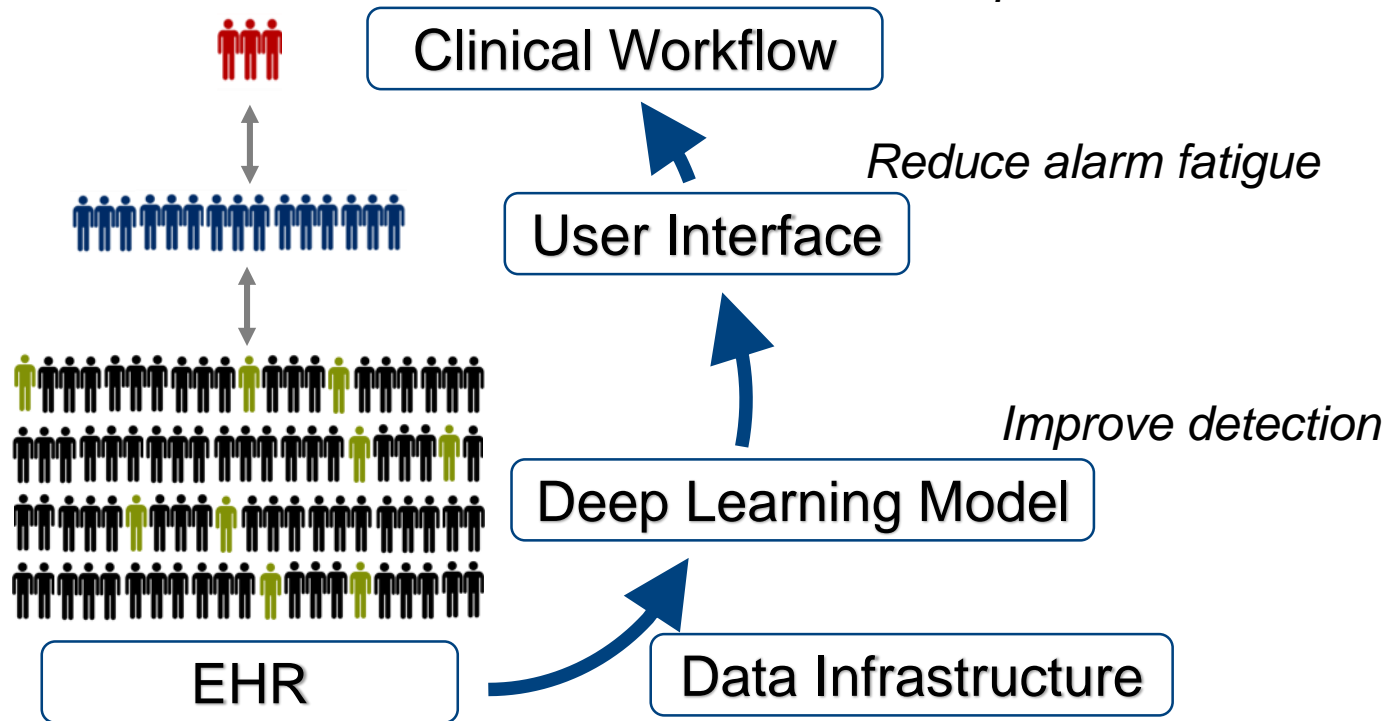 Clinical Workflow
Reduce alarm fatigue
User Interface
Improve detection
Deep Learning Model
EHR
Data Infrastructure